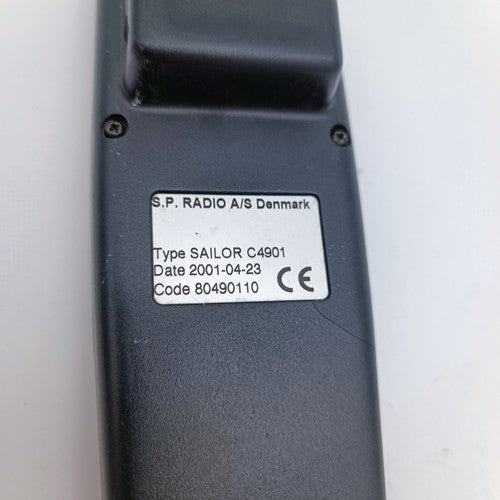 S.P. RADIO A/S Denmark
Type SAILOR C4901
Date 2001-04-23
Code 80490110 CE